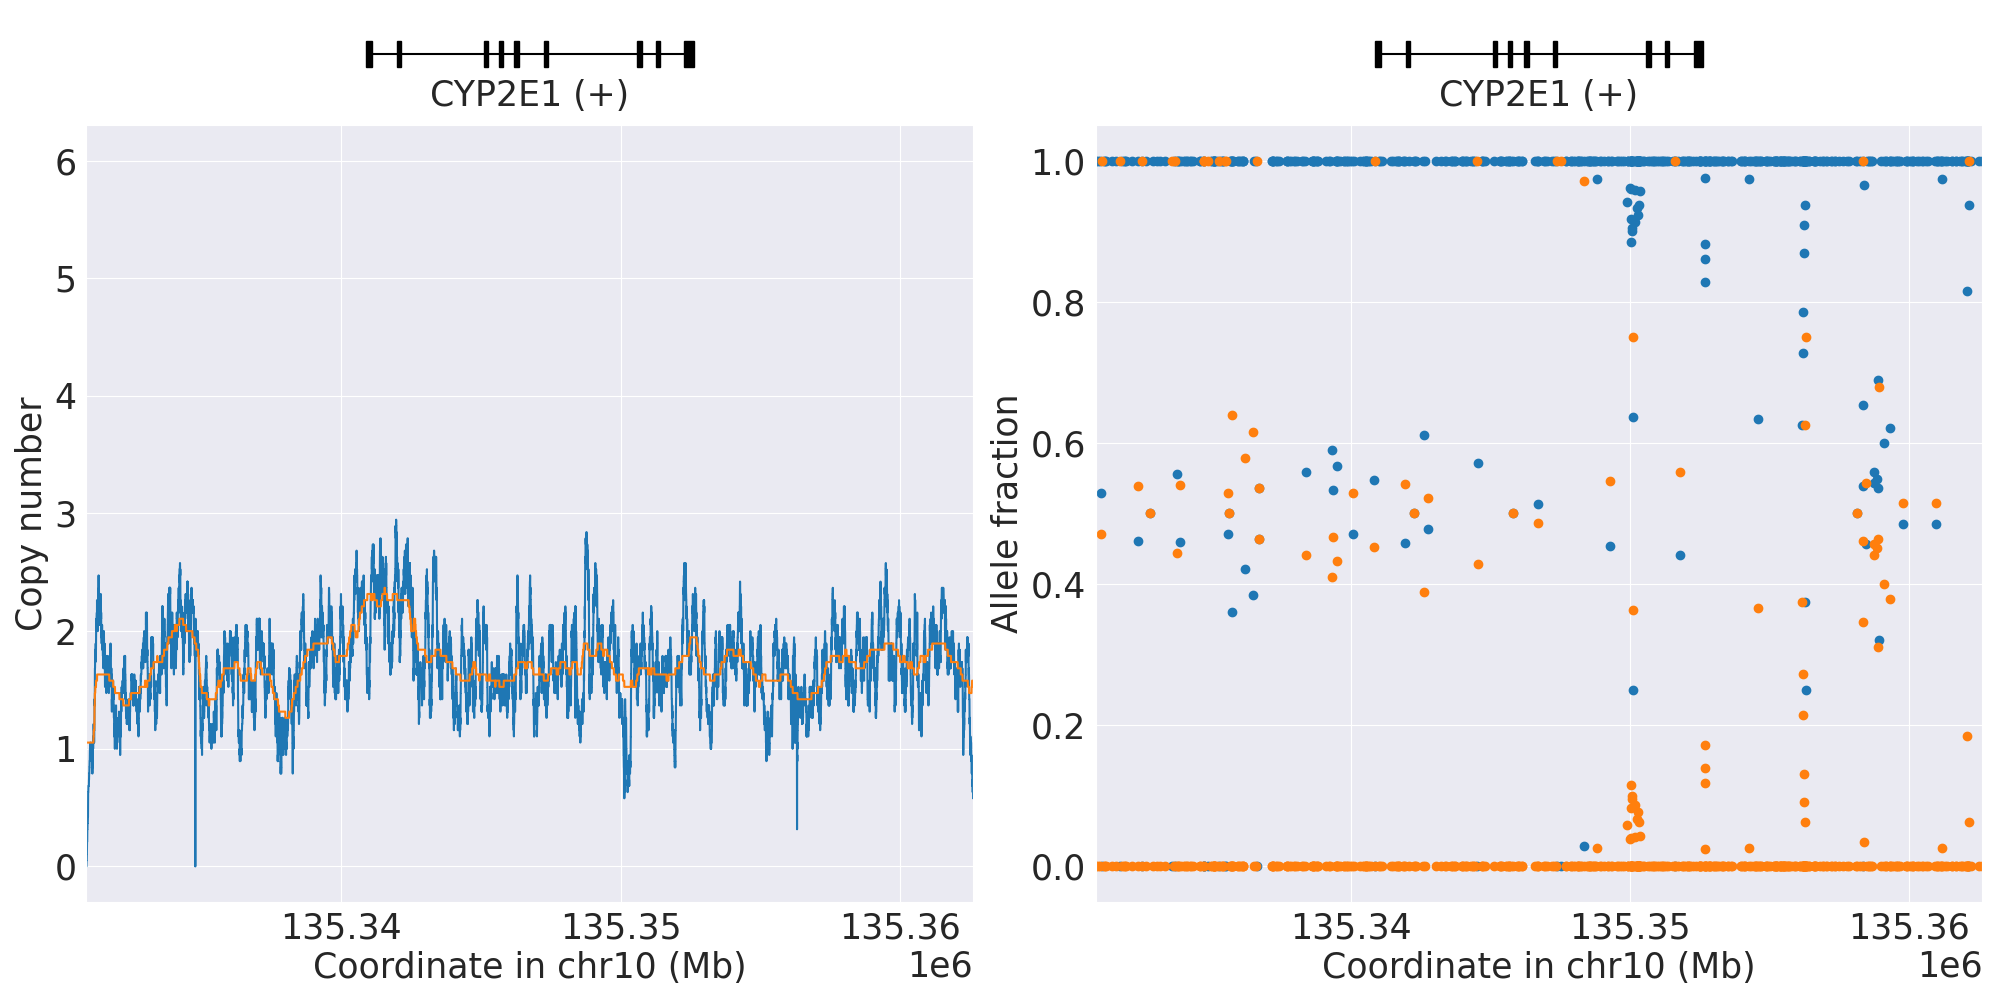 CYP2E1 (+)
6
5
4
3
2
1
0
Copy number
135.34 135.35 135.36
Coordinate in chr10 (Mb)
1e6
CYP2E1 (+)
1.0
0.8
0.6
0.4
0.2
0.0
Allele fraction
135.34 135.35 135.36
Coordinate in chr10 (Mb)
1e6